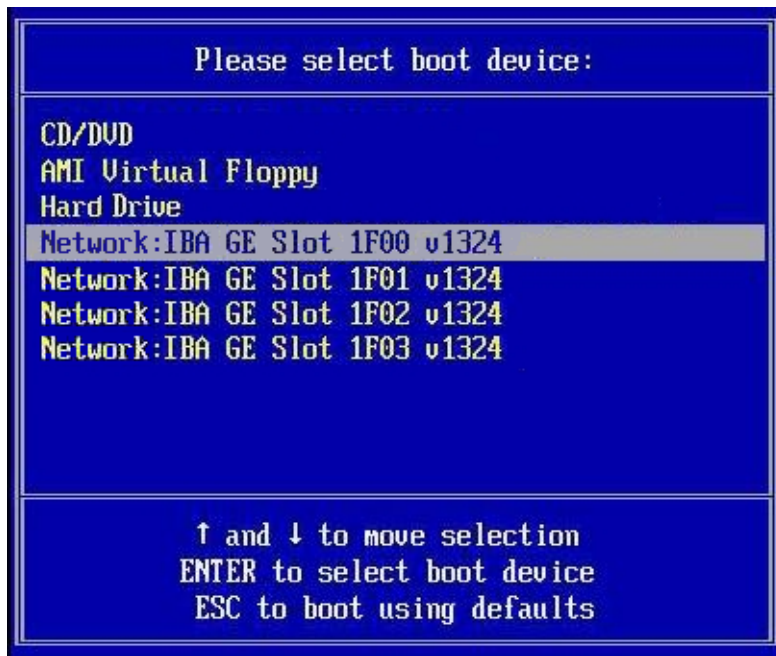 Please select boot device:
CD/DVD
AMI Virtual Floppy
Hard Drive
Network:IBA GE Slot 1F00 v1324
Network:IBA GE Slot 1F01 v1324
Network:IBA GE Slot 1F02 v1324
Network:IBA GE Slot 1F03 v1324
↑ and ↓ to move selection
ENTER to select boot device
ESC to boot using defaults